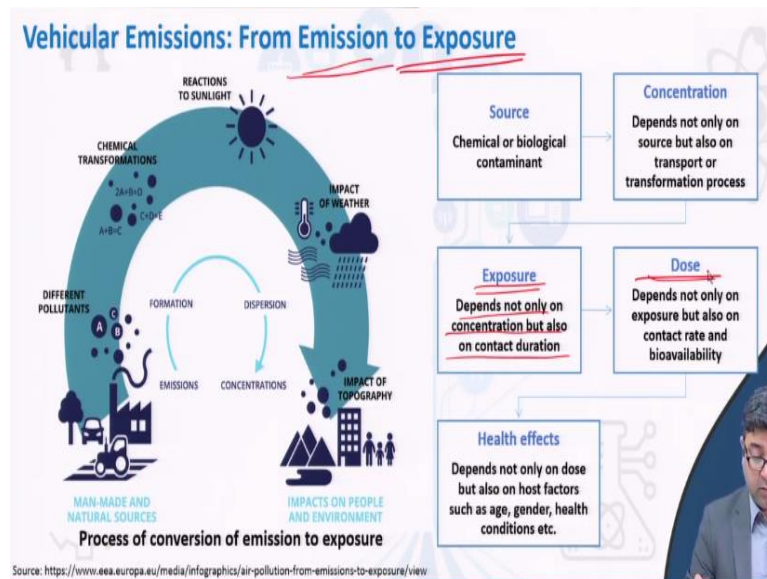 Vehicular Emissions: From Emission to Exposure
REACTIONS
TO SUNLIGHT
CHEMICAL
TRANSFORMATIONS
2A+B=D
C+D=E
A+B=C
IMPACT
OF WEATHER
DIFFERENT
POLLUTANTS
A
C
B
FORMATION
DISPERSION
EMISSIONS
CONCENTRATIONS
IMPACT OF
TOPOGRAPHY
MAN-MADE AND
NATURAL SOURCES
IMPACTS ON PEOPLE
AND ENVIRONMENT
Process of conversion of emission to exposure
Source: https://www.eea.europa.eu/media/infographics/air-pollution-from-emissions-to-exposure/view
Source
Chemical or biological
contaminant
Concentration
Depends not only on
source but also on
transport or
transformation process
Exposure
Depends not only on
concentration but also
on contact duration
Dose
Depends not only on
exposure but also on
contact rate and
bioavailability
Health effects
Depends not only on dose
but also on host factors
such as age, gender, health
conditions etc.